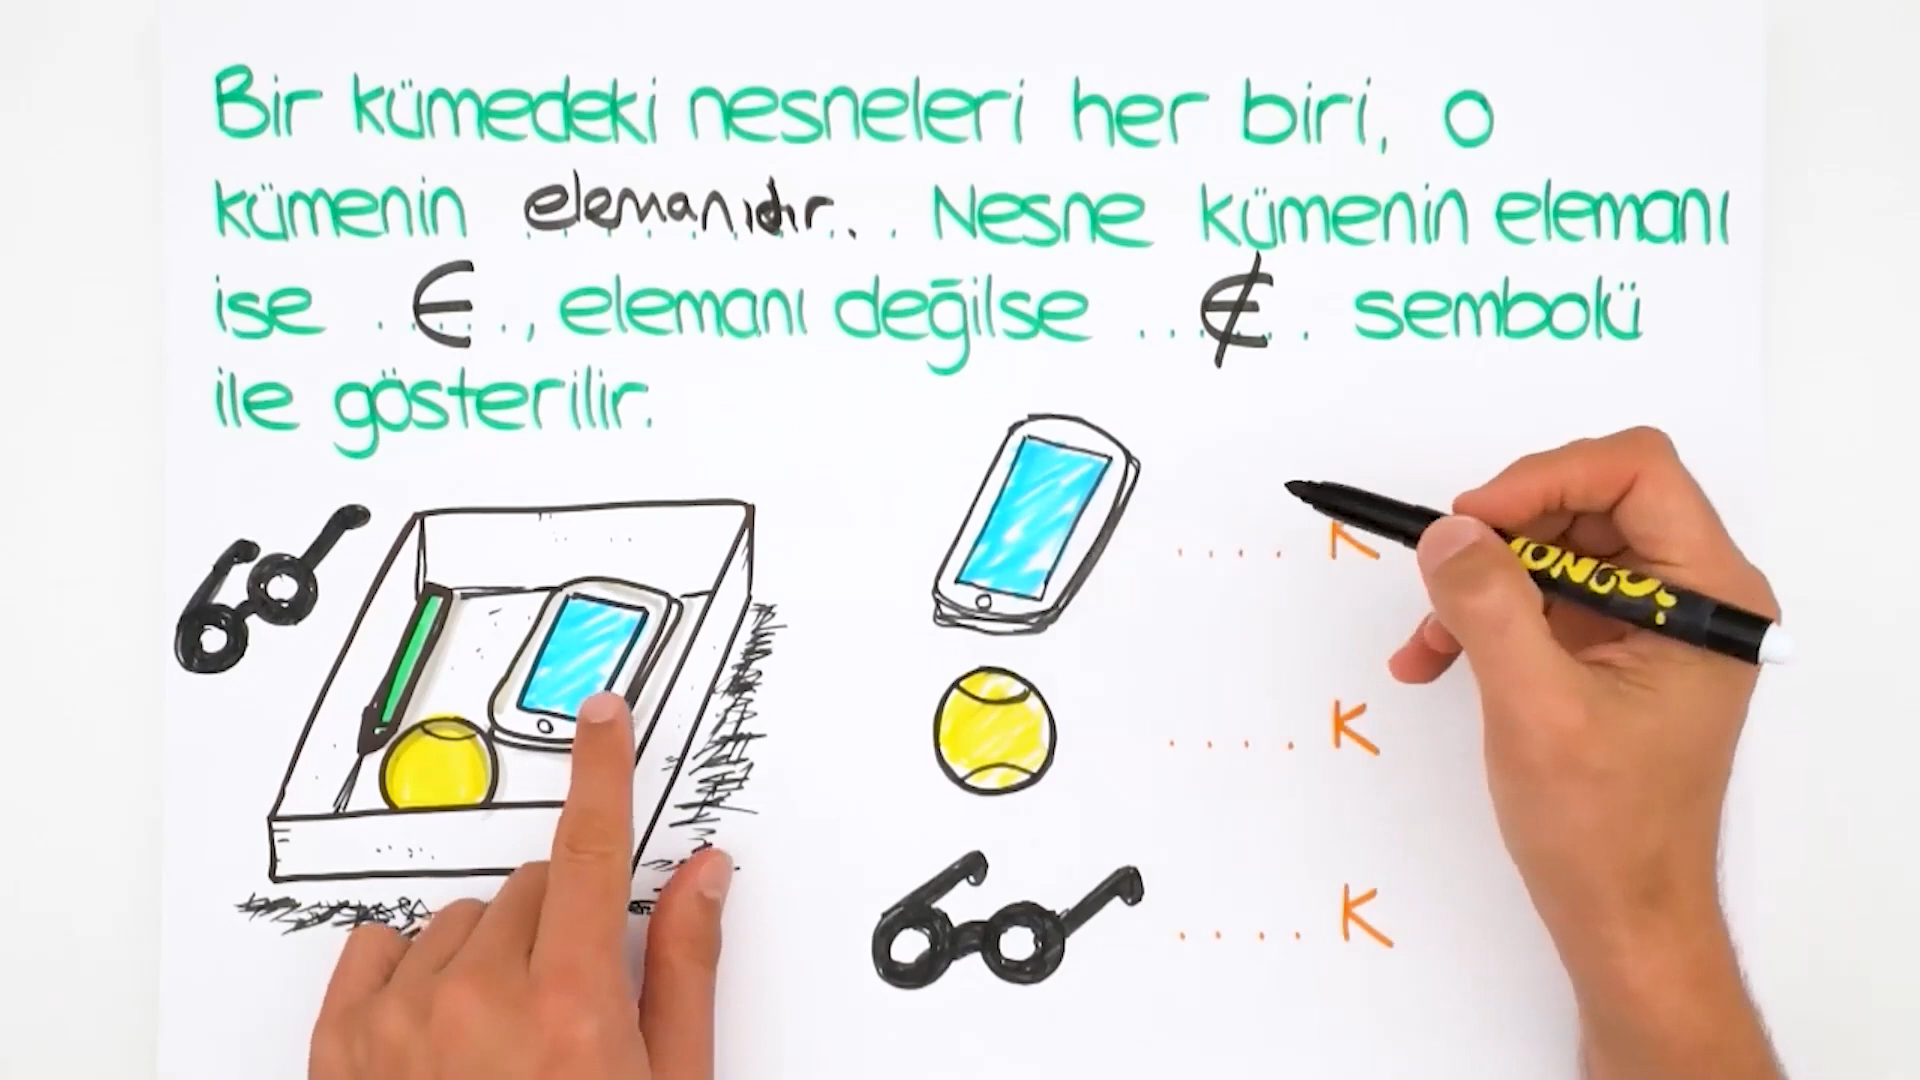 Bir kümedeki nesneleri her biri, o
kümenin elemanıdır. . Nesne kümenin elemanı
ise . ∈ . . , elemanı değilse . . . ∉ . . sembolü
ile gösterilir.
. . . . K
. . . . K
. . . . K